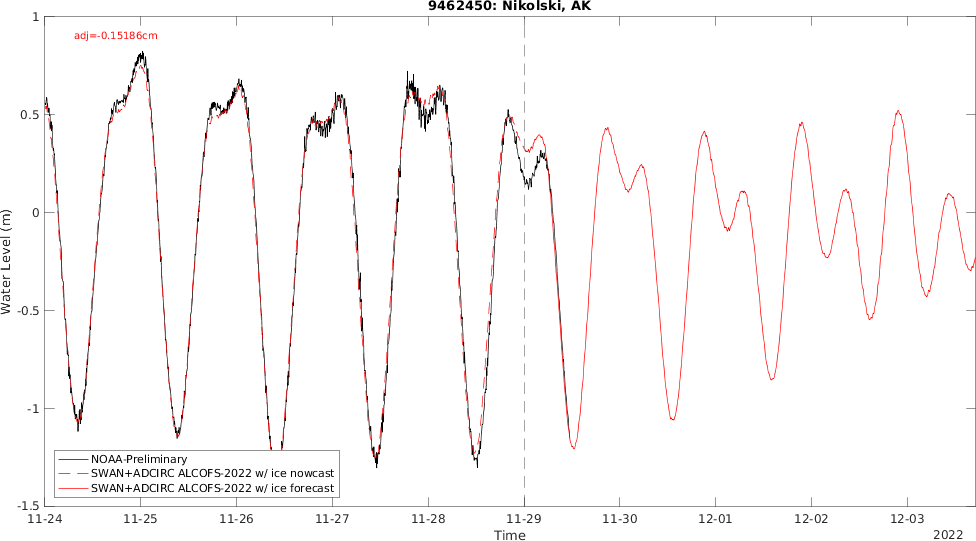 9462450: Nikolski, AK
adj=-0.15186cm
1
0.5
0
-0.5
-1
-1.5
Water Level (m)
NOAA-Preliminary
SWAN+ADCIRC ALCOFS-2022 w/ ice nowcast
SWAN+ADCIRC ALCOFS-2022 w/ ice forecast
11-24 11-25 11-26 11-27 11-28 11-29 11-30 12-01 12-02 12-03
Time
2022